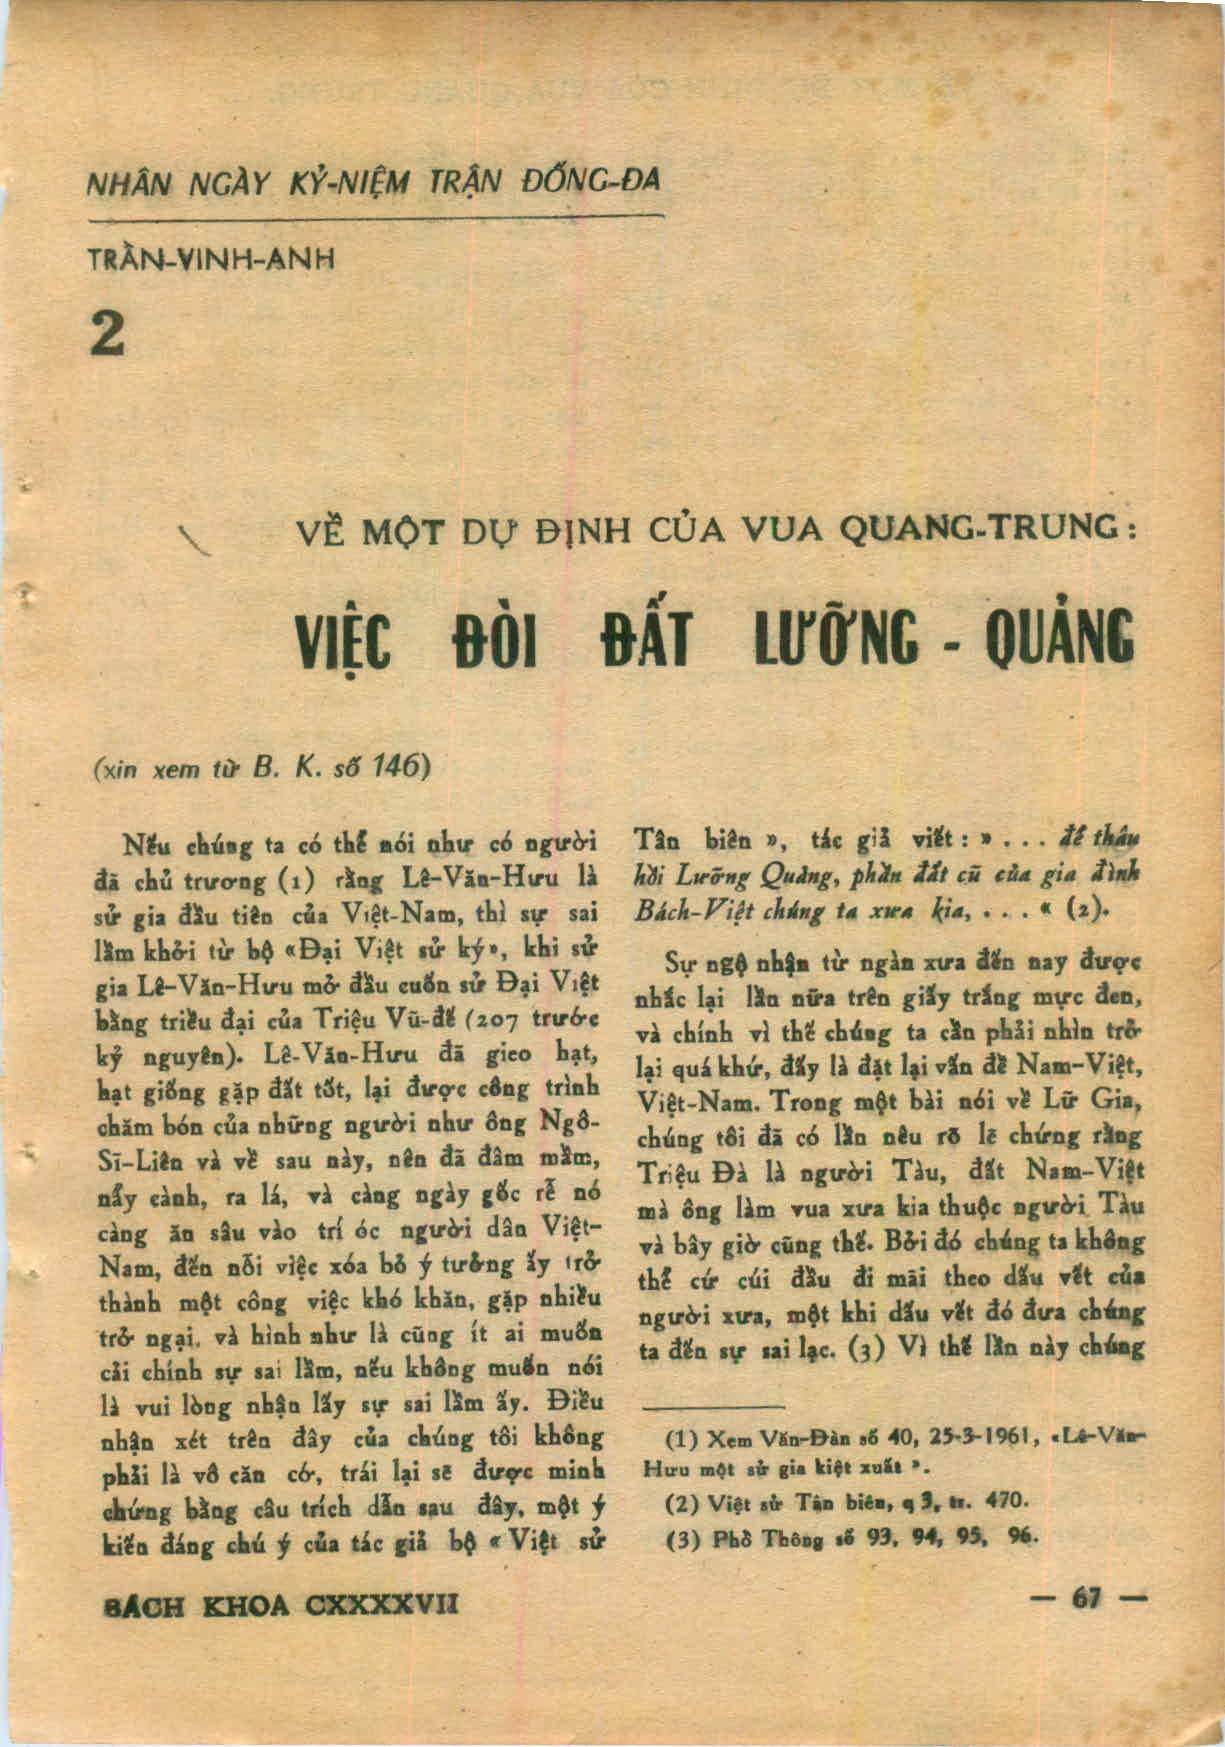 NHÂN NGÀY KỶ-NIỆM TRẬN ĐỐNG-ĐA
TRẦN-VINH-ANH
2
VỀ MỘT DỰ ĐỊNH CỦA VUA QUANG-TRUNG :
VIỆC ĐÒI ĐẤT LƯỠNG - QUẢNG
(xin xem từ B. K. số 146)
Nếu chúng ta có thể nói như có người
đã chủ trương (1) rằng Lê-Văn-Hưu là
sử gia đầu tiên của Việt-Nam, thì sự sai
lầm khởi từ bộ «Đại Việt sử ký», khi sử
gia Lê-Văn-Hưu mở đầu cuốn sử Đại Việt
bằng triều đại của Triệu Vũ-đế (207 trước
kỷ nguyên). Lê-Văn-Hưu đã gieo hạt,
hạt giống gặp đất tốt, lại được công trình
chăm bón của những người như ông Ngô-
Sĩ-Liên và về sau này, nên đã đâm mầm,
nẩy cành, ra lá, và càng ngày gốc rễ nó
càng ăn sâu vào trí óc người dân Việt-
Nam, đến nỗi việc xóa bỏ ý tưởng ấy trở
thành một công việc khó khăn, gặp nhiều
trở ngại. và hình như là cũng ít ai muốn
cải chính sự sai lầm, nếu không muốn nói
là vui lòng nhận lấy sự sai lầm ấy. Điều
nhận xét trên đây của chúng tôi không
phải là vô căn cớ, trái lại sẽ được minh
chứng bằng câu trích dẫn sau đây, một ý
kiến đáng chú ý của tác giả bộ « Việt sử
Tân biên », tác giả viết : » . . . để thâu
hồi Lưỡng Quảng, phần đất cũ của gia đình
Bách-Việt chúng ta xưa kia, . . . « (2).
Sự ngộ nhận từ ngàn xưa đến nay được
nhắc lại lần nữa trên giấy trắng mực đen,
và chính vì thế chúng ta cần phải nhìn trở
lại quá khứ, đấy là đặt lại vấn đề Nam-Việt,
Việt-Nam. Trong một bài nói về Lữ Gia,
chúng tôi đã có lần nêu rõ lẽ chứng rằng
Triệu Đà là người Tàu, đất Nam-Việt
mà ông làm vua xưa kia thuộc người Tàu
và bây giờ cũng thế. Bởi đó chúng ta không
thể cứ cúi đầu đi mãi theo dấu vết của
người xưa, một khi dấu vết đó đưa chúng
ta đến sự sai lạc. (3) Vì thế lần này chúng
(1) Xem Văn-Đàn số 40, 25-3-1961, «Lê-Văn-
Hưu một sử gia kiệt xuất ».
(2) Việt sử Tân biên, q 3, tr. 470.
(3) Phổ Thông số 93, 94, 95, 96.
BÁCH KHOA CXXXXVII
— 67 —